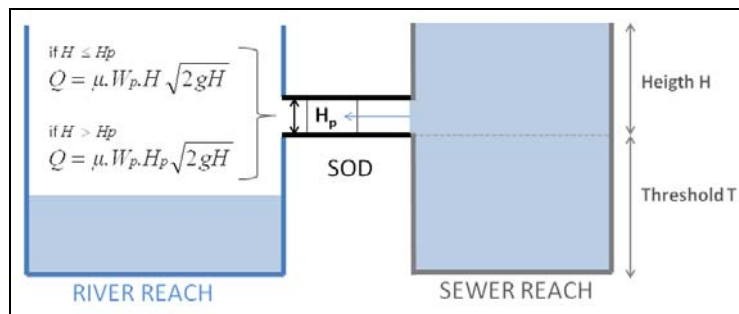 if H ≤ Hp
Q = μ.Wp.H √2gH
if H > Hp
Q = μ.Wp.Hp √2gH
Hp
SOD
Heigth H
Threshold T
RIVER REACH
SEWER REACH